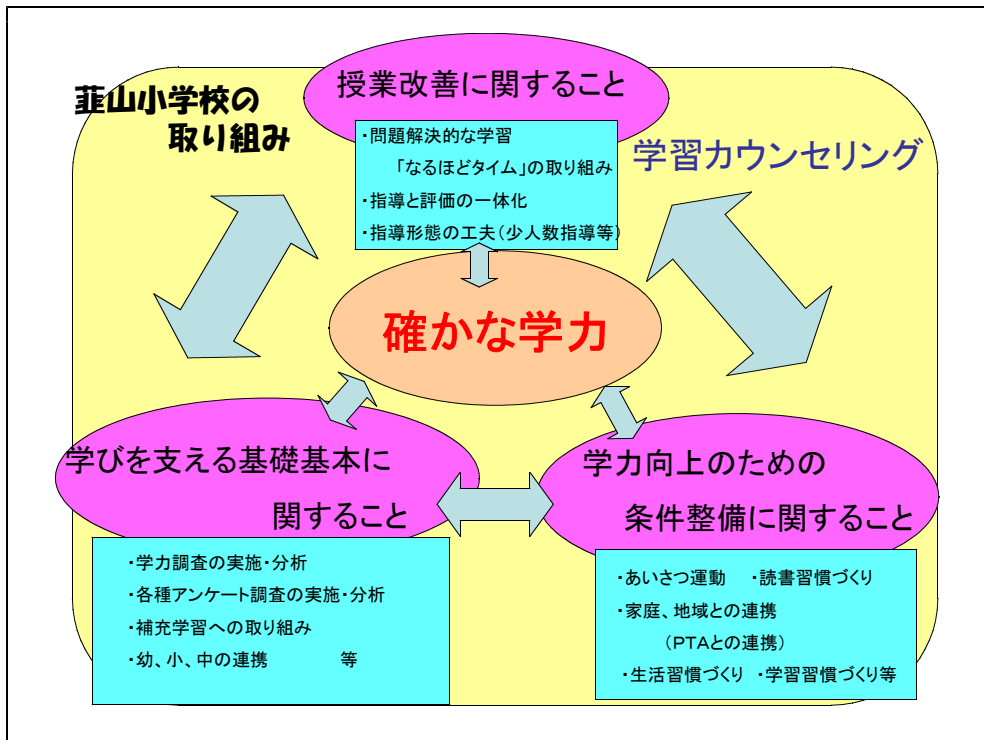 韮山小学校の
取り組み
授業改善に関すること
・問題解決的な学習
「なるほどタイム」の取り組み
・指導と評価の一体化
・指導形態の工夫(少人数指導等)
学習カウンセリング
確かな学力
学びを支える基礎基本に
関すること
・学力調査の実施・分析
・各種アンケート調査の実施・分析
・補充学習への取り組み
・幼、小、中の連携　　　等
学力向上のための
条件整備に関すること
・あいさつ運動　・読書習慣づくり
・家庭、地域との連携
(PTAとの連携)
・生活習慣づくり　・学習習慣づくり等